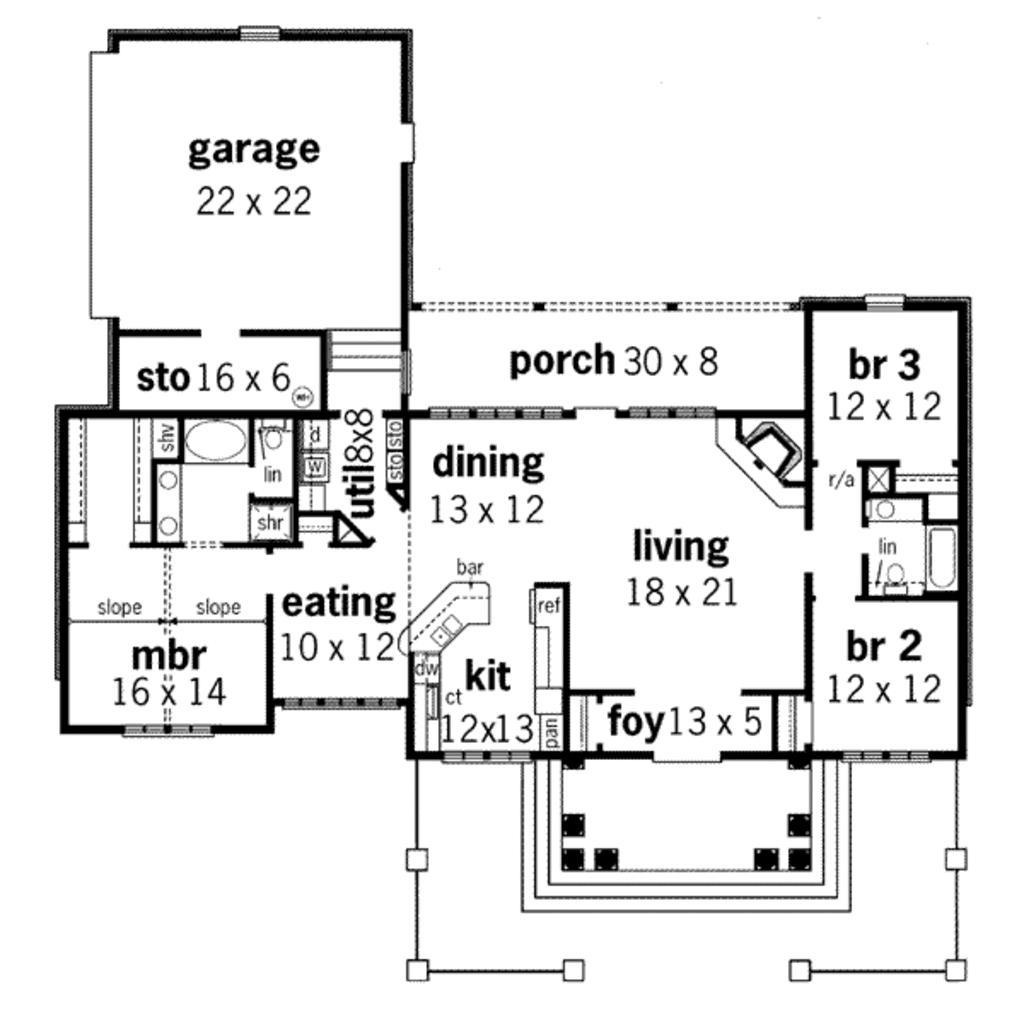 garage
22 x 22
sto 16 x 6
WH
porch 30 x 8
br 3
12 x 12
shv
lin
d
w
util 8x8
sto
sto
shr
dining
13 x 12
r/a
living
18 x 21
lin
bar
ref
slope
slope
eating
10 x 12
mbr
16 x 14
dw
kit
ct
12x13
pan
foy 13 x 5
br 2
12 x 12